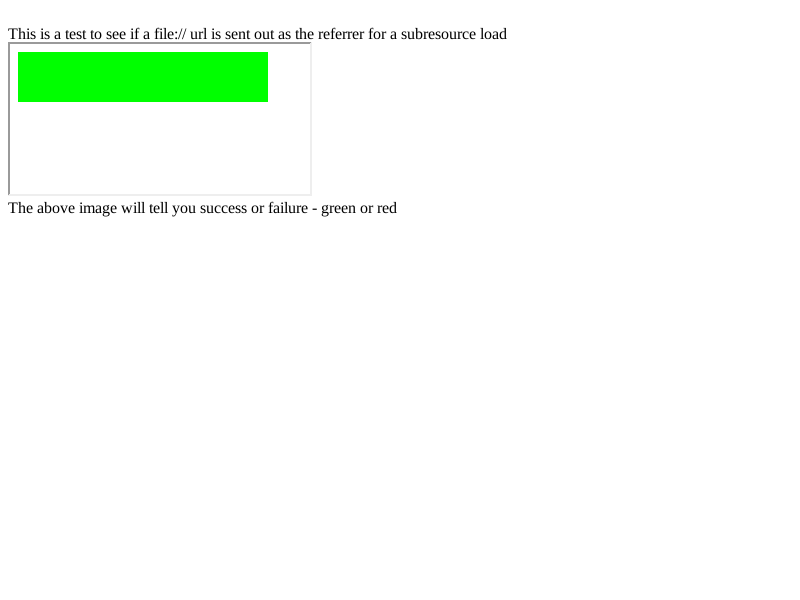 This is a test to see if a file:// url is sent out as the referrer for a subresource load
The above image will tell you success or failure - green or red